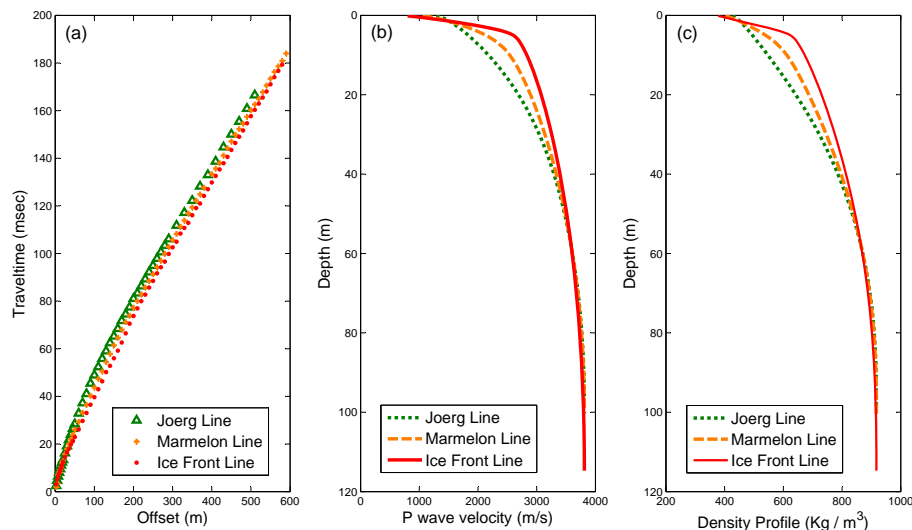 (a)
200
180
160
140
120
100
80
60
40
20
0
0 100 200 300 400 500 600
Traveltime (msec)
Offset (m)
Joerg Line
Marmelon Line
Ice Front Line
(b)
0
20
40
60
80
100
120
0 1000 2000 3000 4000
Depth (m)
P wave velocity (m/s)
Joerg Line
Marmelon Line
Ice Front Line
(c)
0
20
40
60
80
100
120
200 400 600 800 1000
Depth (m)
Density Profile (Kg / m³)
Joerg Line
Marmelon Line
Ice Front Line